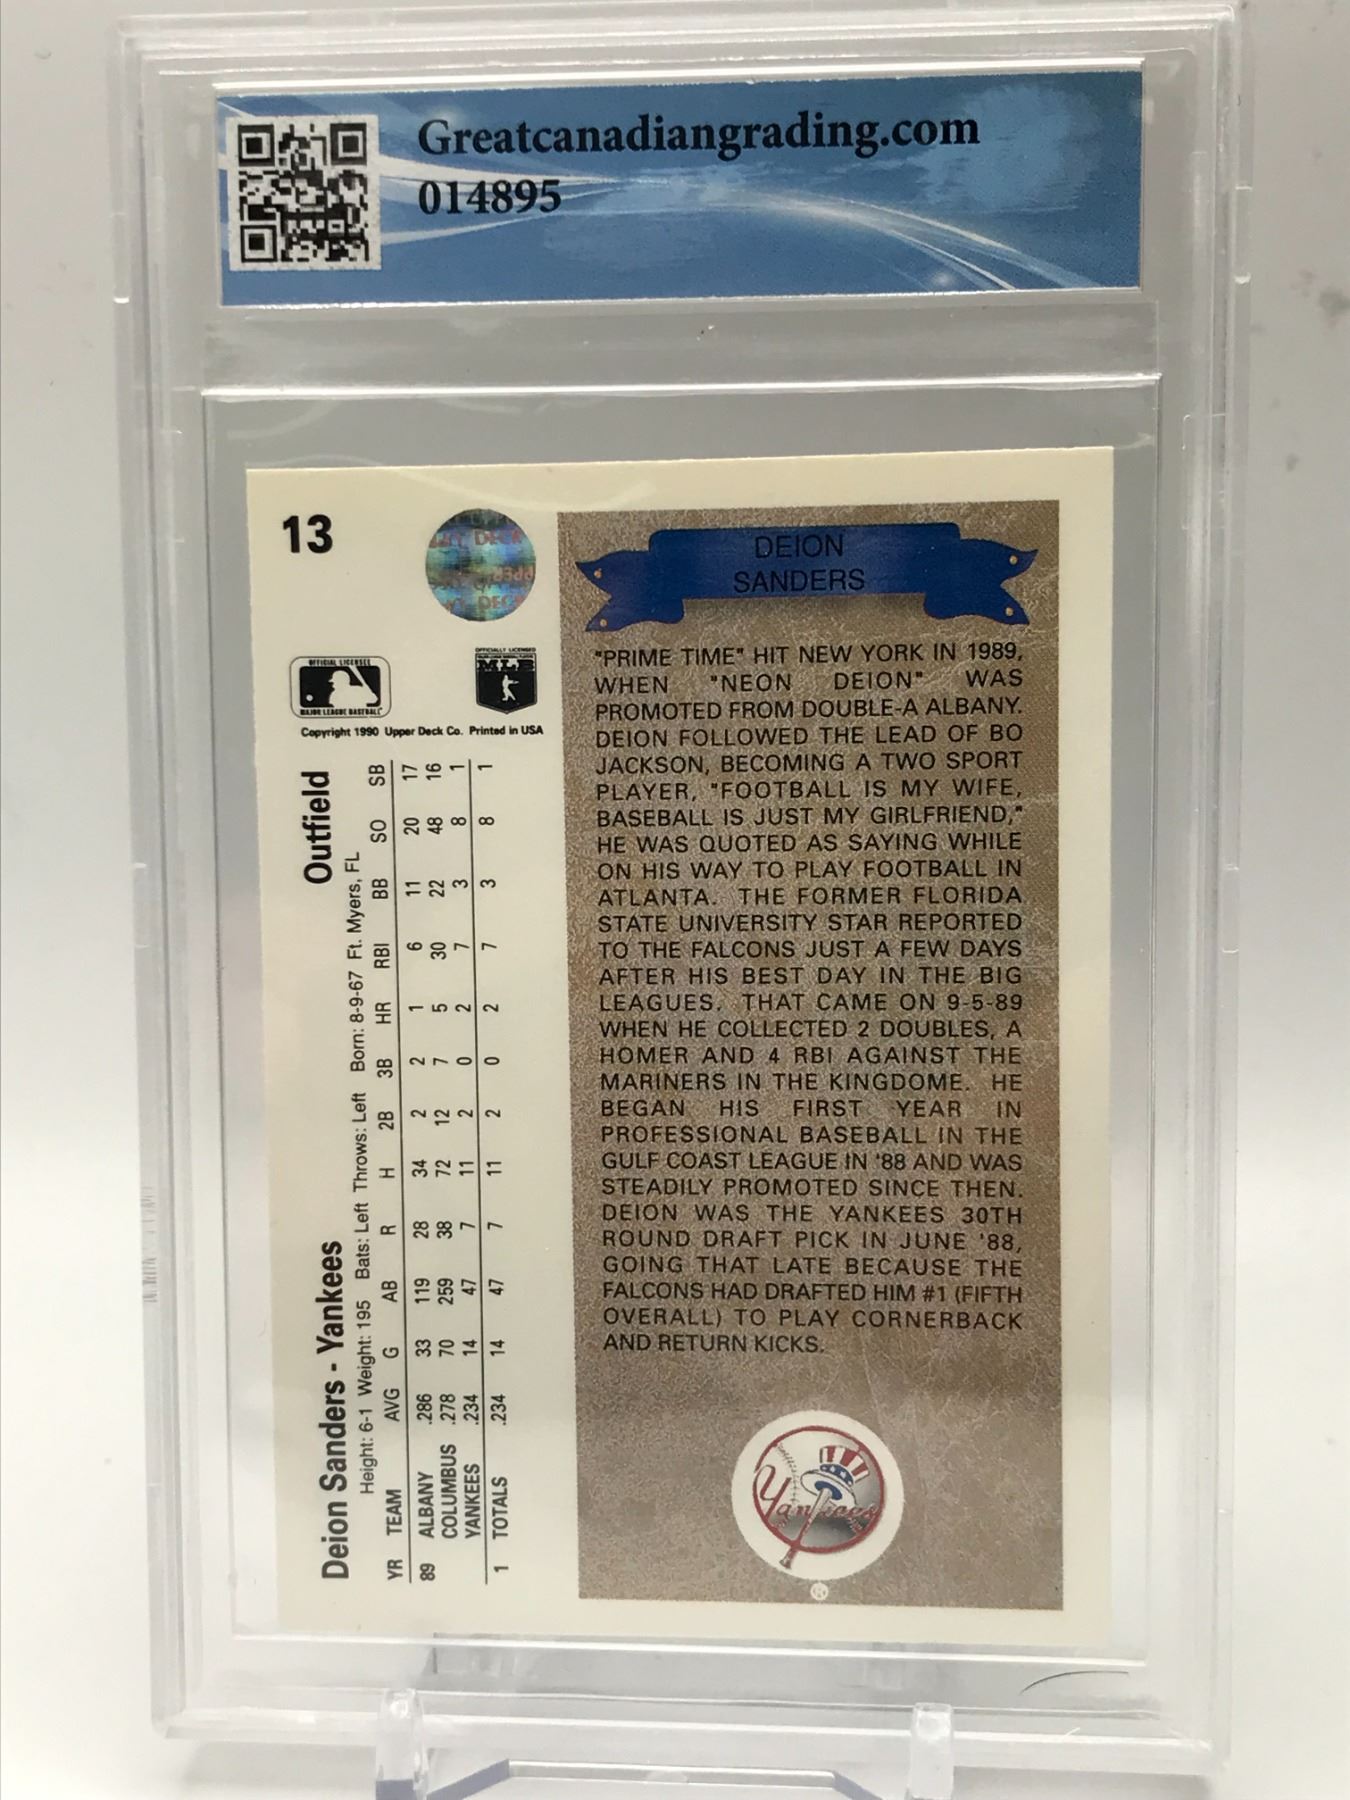 Greatcanadiangrading.com
014895
13
DEION
SANDERS
"PRIME TIME" HIT NEW YORK IN 1989,
WHEN "NEON DEION" WAS
PROMOTED FROM DOUBLE-A ALBANY.
DEION FOLLOWED THE LEAD OF BO
JACKSON, BECOMING A TWO SPORT
PLAYER, "FOOTBALL IS MY WIFE,
BASEBALL IS JUST MY GIRLFRIEND,"
HE WAS QUOTED AS SAYING WHILE
ON HIS WAY TO PLAY FOOTBALL IN
ATLANTA. THE FORMER FLORIDA
STATE UNIVERSITY STAR REPORTED
TO THE FALCONS JUST A FEW DAYS
AFTER HIS BEST DAY IN THE BIG
LEAGUES. THAT CAME ON 9-5-89
WHEN HE COLLECTED 2 DOUBLES, A
HOMER AND 4 RBI AGAINST THE
MARINERS IN THE KINGDOME. HE
BEGAN HIS FIRST YEAR IN
PROFESSIONAL BASEBALL IN THE
GULF COAST LEAGUE IN '88 AND WAS
STEADILY PROMOTED SINCE THEN.
DEION WAS THE YANKEES 30TH
ROUND DRAFT PICK IN JUNE '88,
GOING THAT LATE BECAUSE THE
FALCONS HAD DRAFTED HIM #1 (FIFTH
OVERALL) TO PLAY CORNERBACK
AND RETURN KICKS.
Yankees
®
OFFICIAL LICENSEE
MAJOR LEAGUE BASEBALL
OFFICIALLY LICENSED
MLB
Copyright 1990 Upper Deck Co. Printed in USA
Deion Sanders - Yankees Outfield
Height: 6-1 Weight: 195 Bats: Left Throws: Left Born: 8-9-67 Ft. Myers, FL
YR TEAM AVG G AB R H 2B 3B HR RBI BB SO SB
89 ALBANY .286 33 119 28 34 2 2 1 6 11 20 17
COLUMBUS .278 70 259 38 72 12 7 5 30 22 48 16
YANKEES .234 14 47 7 11 2 0 2 7 3 8 1
1 TOTALS .234 14 47 7 11 2 0 2 7 3 8 1